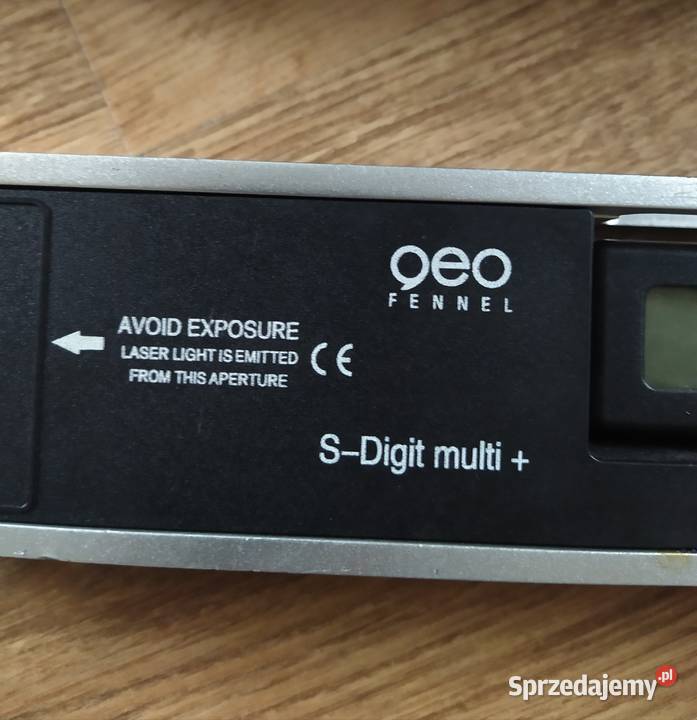 geo
FENNEL
AVOID EXPOSURE
LASER LIGHT IS EMITTED
FROM THIS APERTURE
CE
S–Digit multi +
Sprzedajemy.pl